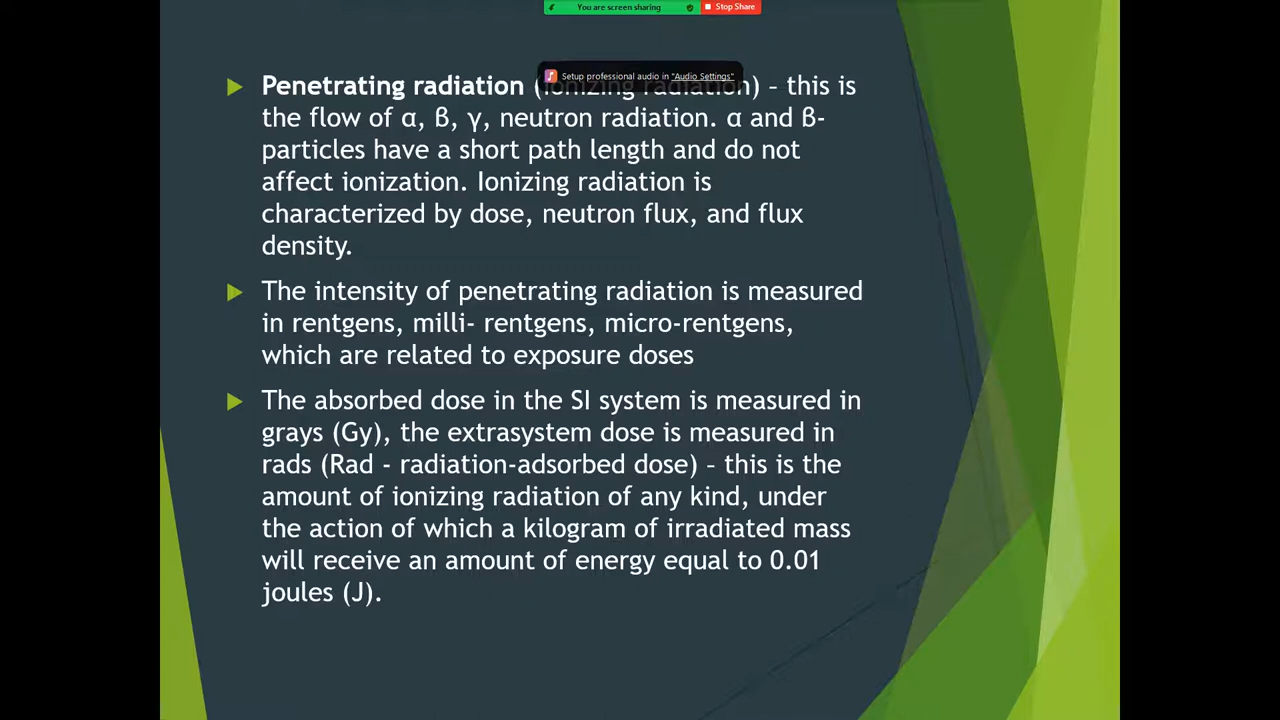 You are screen sharing Stop Share
Setup professional audio in "Audio Settings"
Penetrating radiation (ionizing radiation) – this is
the flow of α, β, γ, neutron radiation. α and β-
particles have a short path length and do not
affect ionization. Ionizing radiation is
characterized by dose, neutron flux, and flux
density.
The intensity of penetrating radiation is measured
in rentgens, milli- rentgens, micro-rentgens,
which are related to exposure doses
The absorbed dose in the SI system is measured in
grays (Gy), the extrasystem dose is measured in
rads (Rad - radiation-adsorbed dose) – this is the
amount of ionizing radiation of any kind, under
the action of which a kilogram of irradiated mass
will receive an amount of energy equal to 0.01
joules (J).